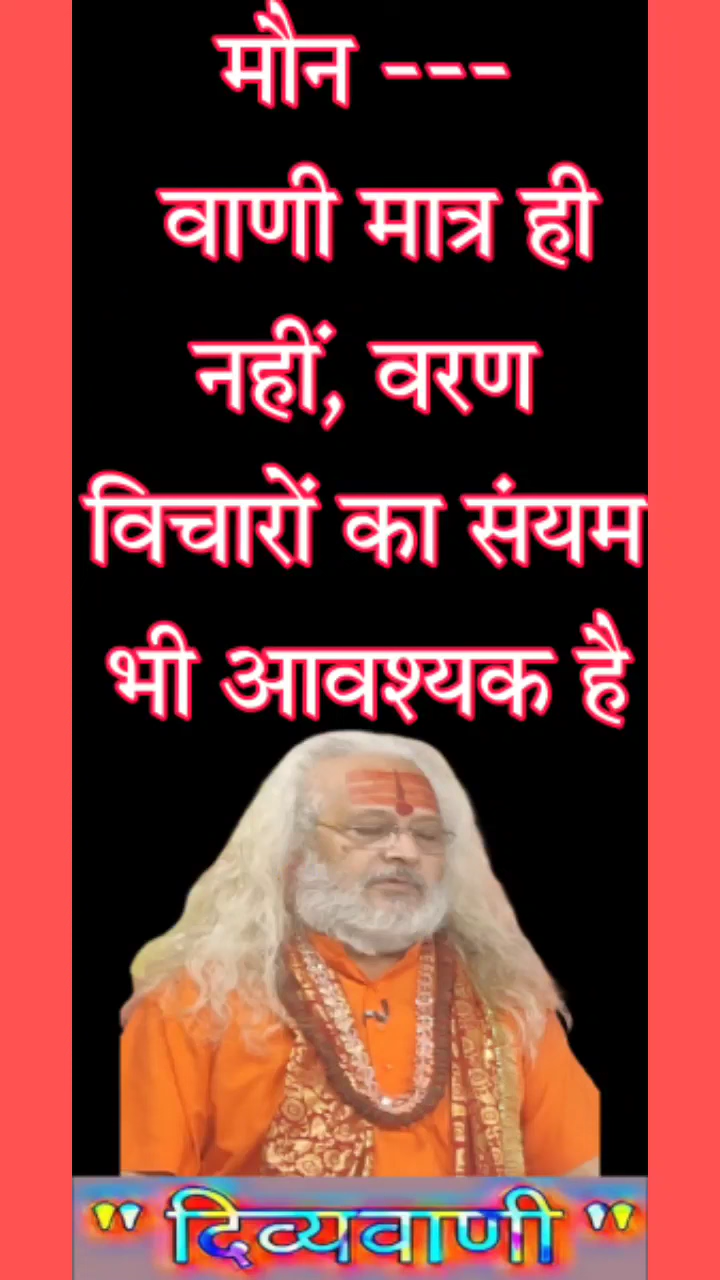 मौन ---
वाणी मात्र ही
नहीं, वरण
विचारों का संयम
भी आवश्यक है
" दिव्यवाणी "